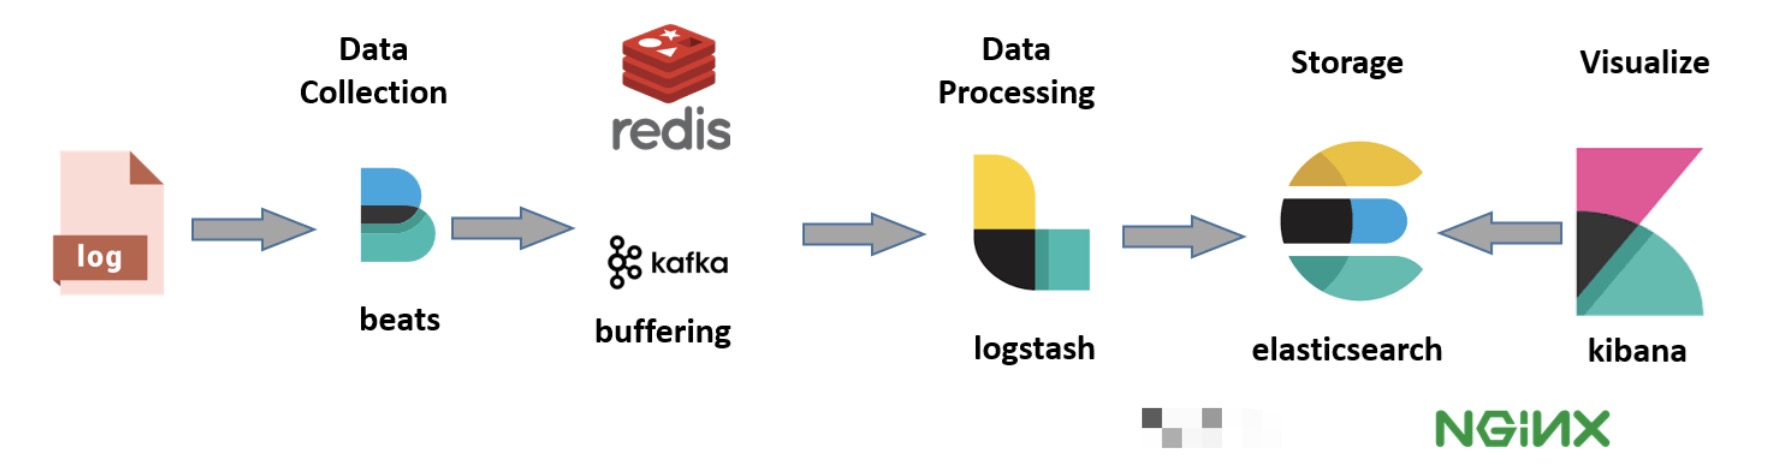 Data
Collection
redis
Data
Processing
Storage
Visualize
log
kafka
beats
buffering
logstash
elasticsearch
kibana
NGINX